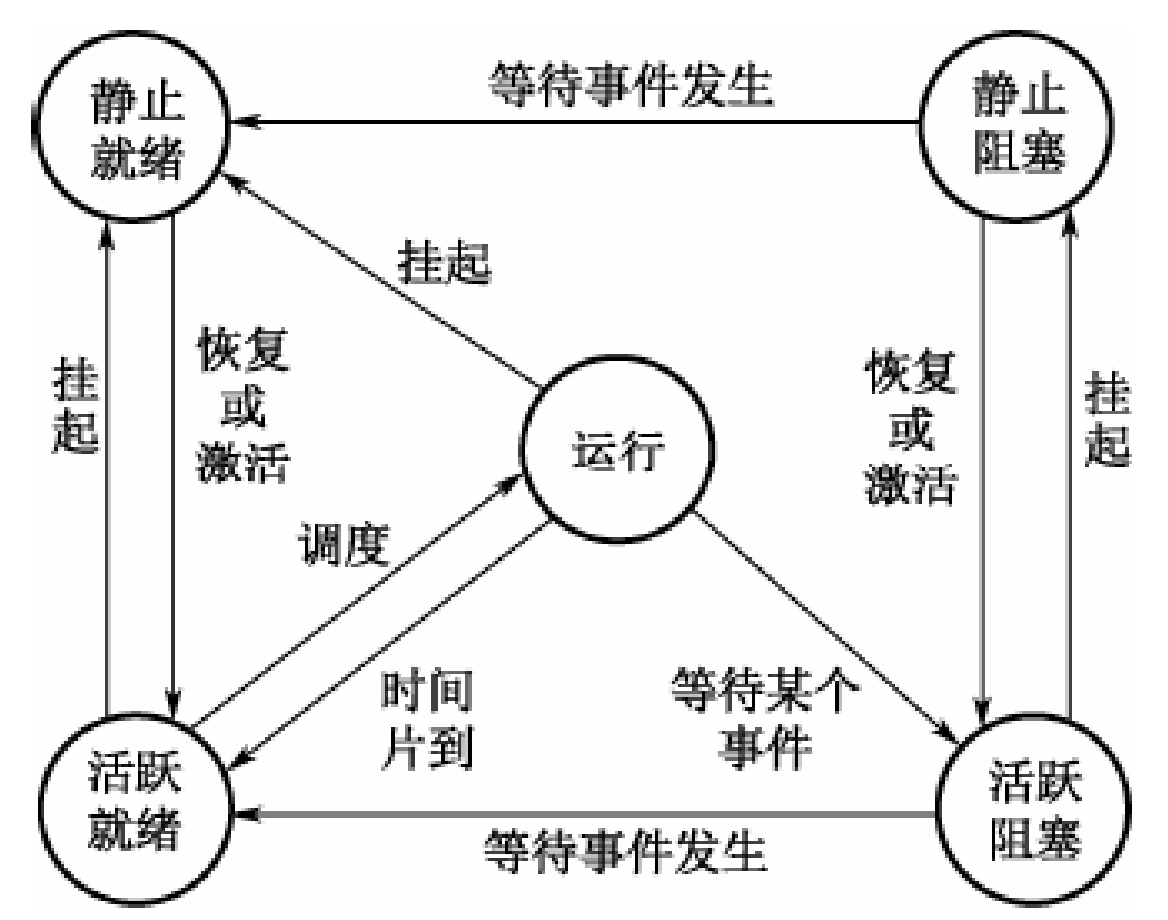 等待事件发生
静止
就绪
静止
阻塞
挂起
挂
起
恢复
或
激活
运行
恢复
或
激活
挂
起
调度
时间
片到
等待某个
事件
活跃
就绪
活跃
阻塞
等待事件发生